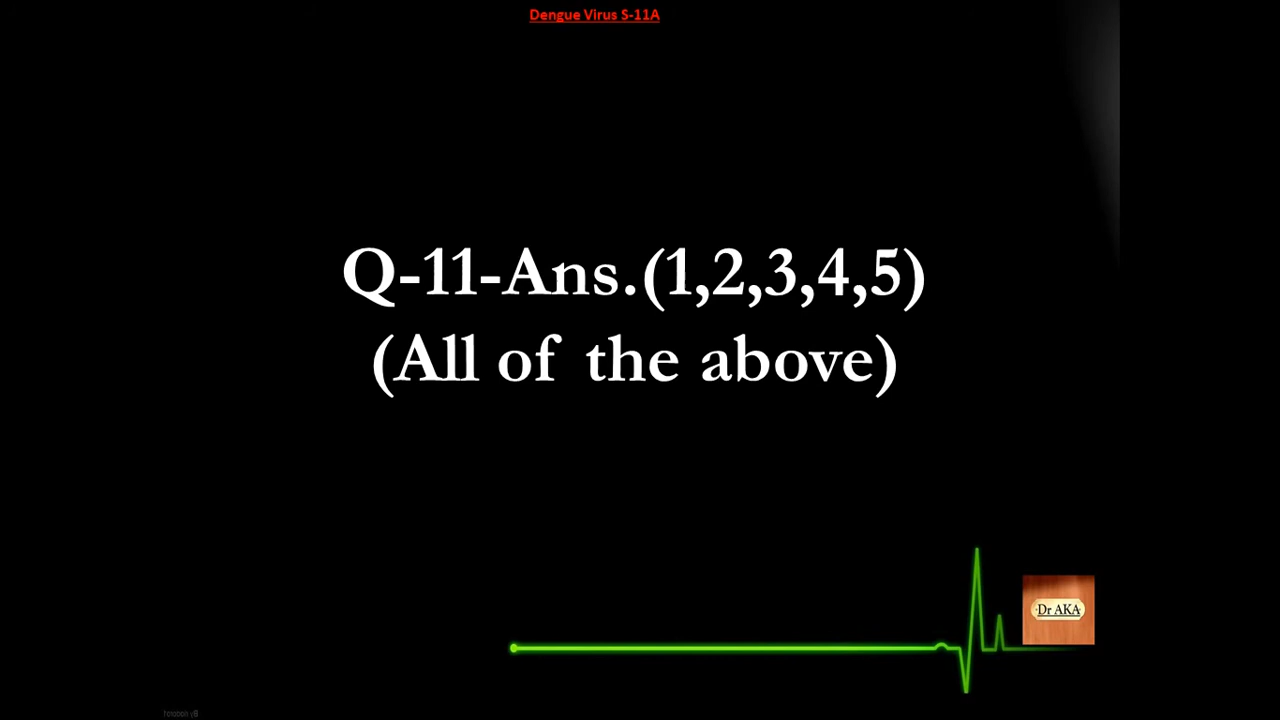 Dengue Virus S-11A
Q-11-Ans.(1,2,3,4,5)
(All of the above)
Dr AKA